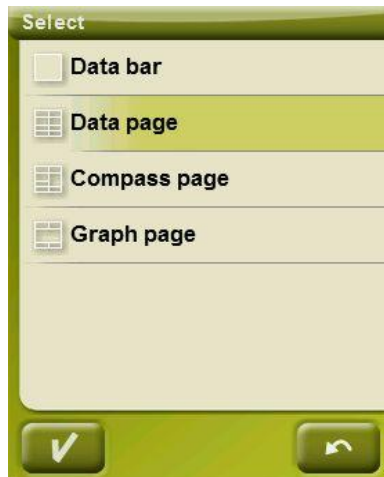 Select
Data bar
Data page
Compass page
Graph page